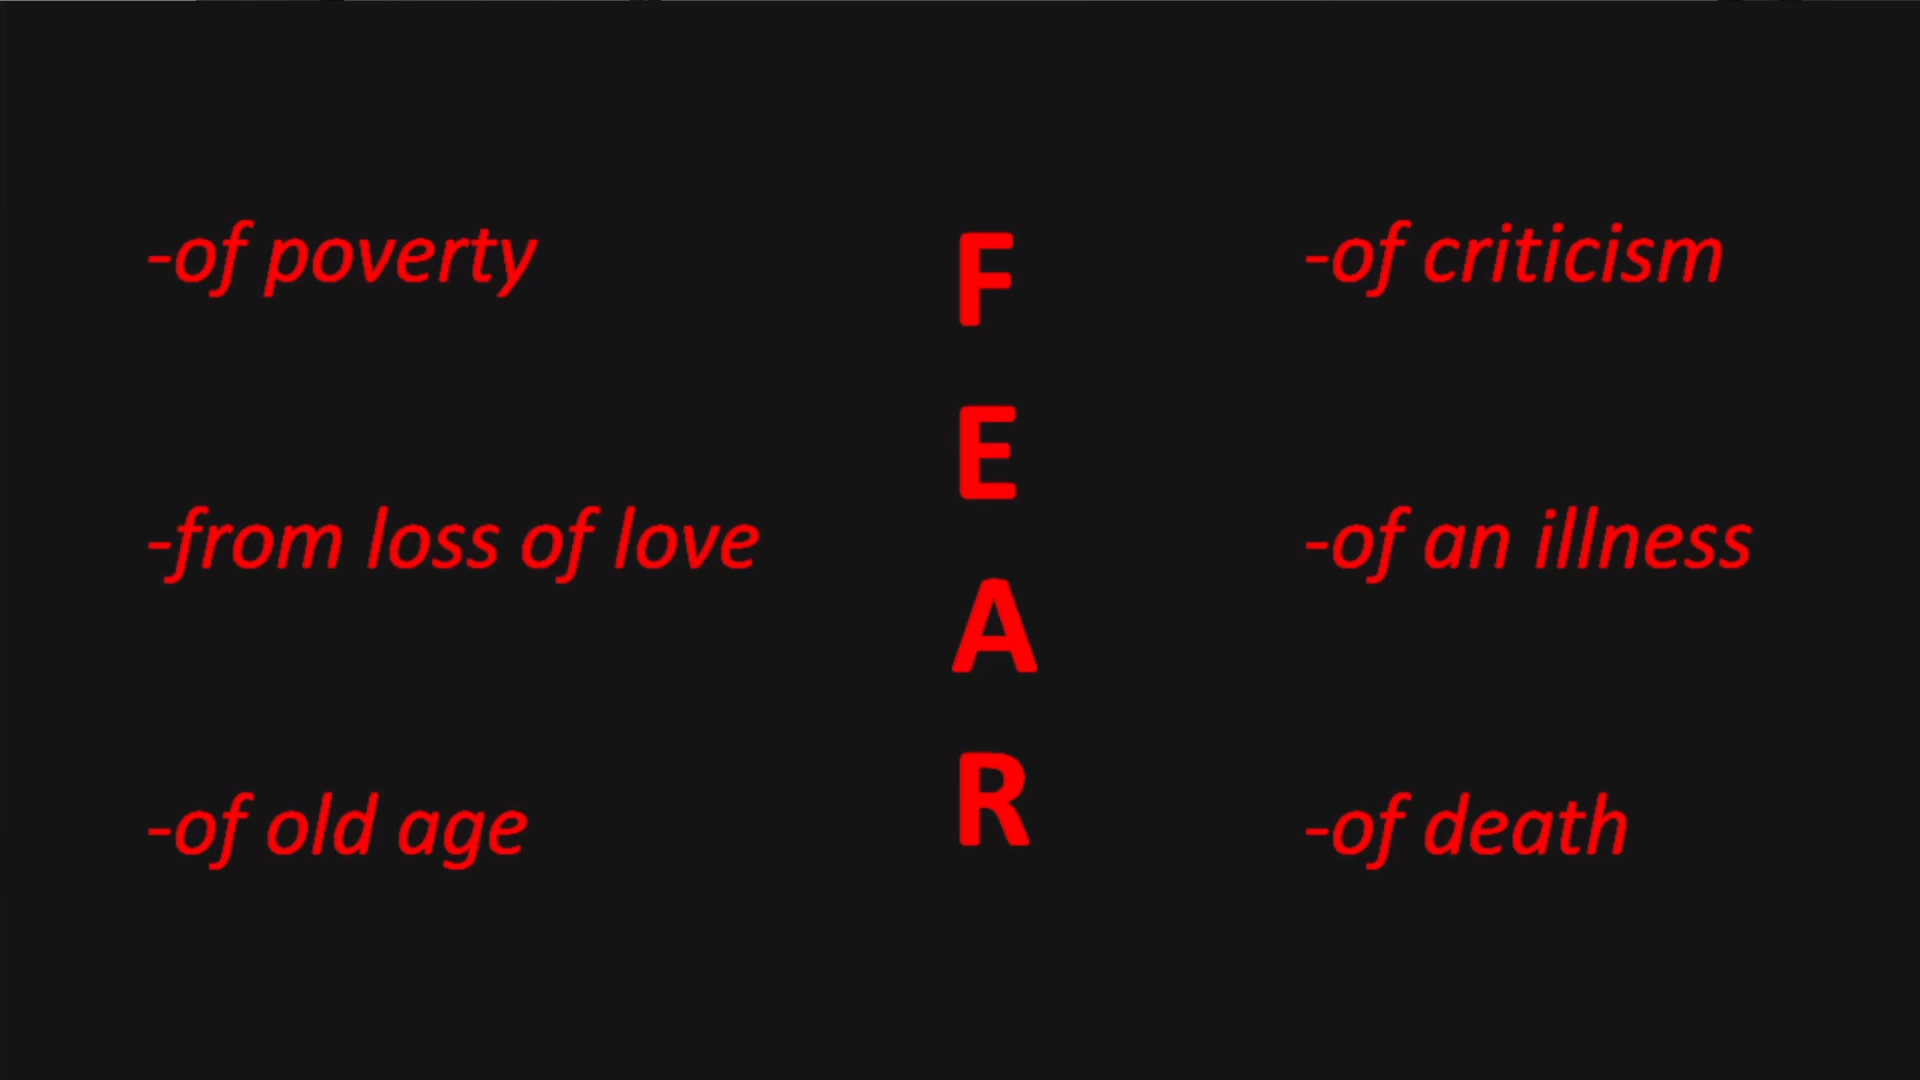 -of poverty
-from loss of love
-of old age
F
E
A
R
-of criticism
-of an illness
-of death